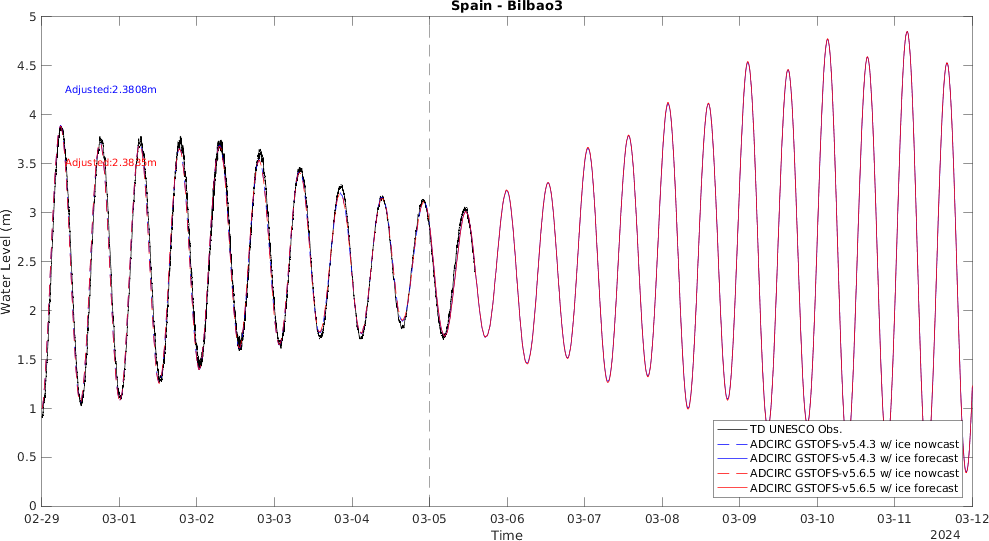 Spain - Bilbao3
5
4.5
4
3.5
3
2.5
2
1.5
1
0.5
0
Water Level (m)
Adjusted:2.3808m
TD UNESCO Obs.
ADCIRC GSTOFS-v5.4.3 w/ ice nowcast
ADCIRC GSTOFS-v5.4.3 w/ ice forecast
ADCIRC GSTOFS-v5.6.5 w/ ice nowcast
ADCIRC GSTOFS-v5.6.5 w/ ice forecast
02-29 03-01 03-02 03-03 03-04 03-05 03-06 03-07 03-08 03-09 03-10 03-11 03-12
Time
2024